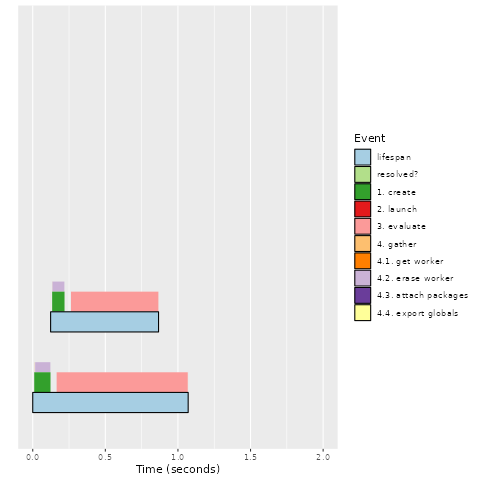 Event
lifespan
resolved?
1. create
2. launch
3. evaluate
4. gather
4.1. get worker
4.2. erase worker
4.3. attach packages
4.4. export globals
0.0 0.5 1.0 1.5 2.0
Time (seconds)